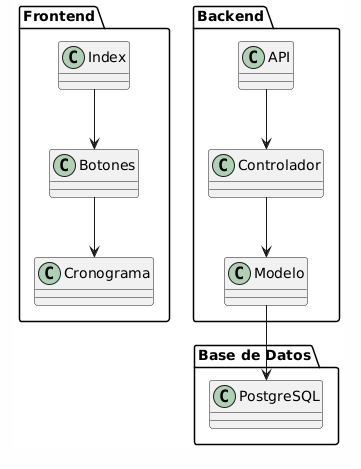 Frontend
C Index
C Botones
C Cronograma
Backend
C API
C Controlador
C Modelo
Base de Datos
C PostgreSQL